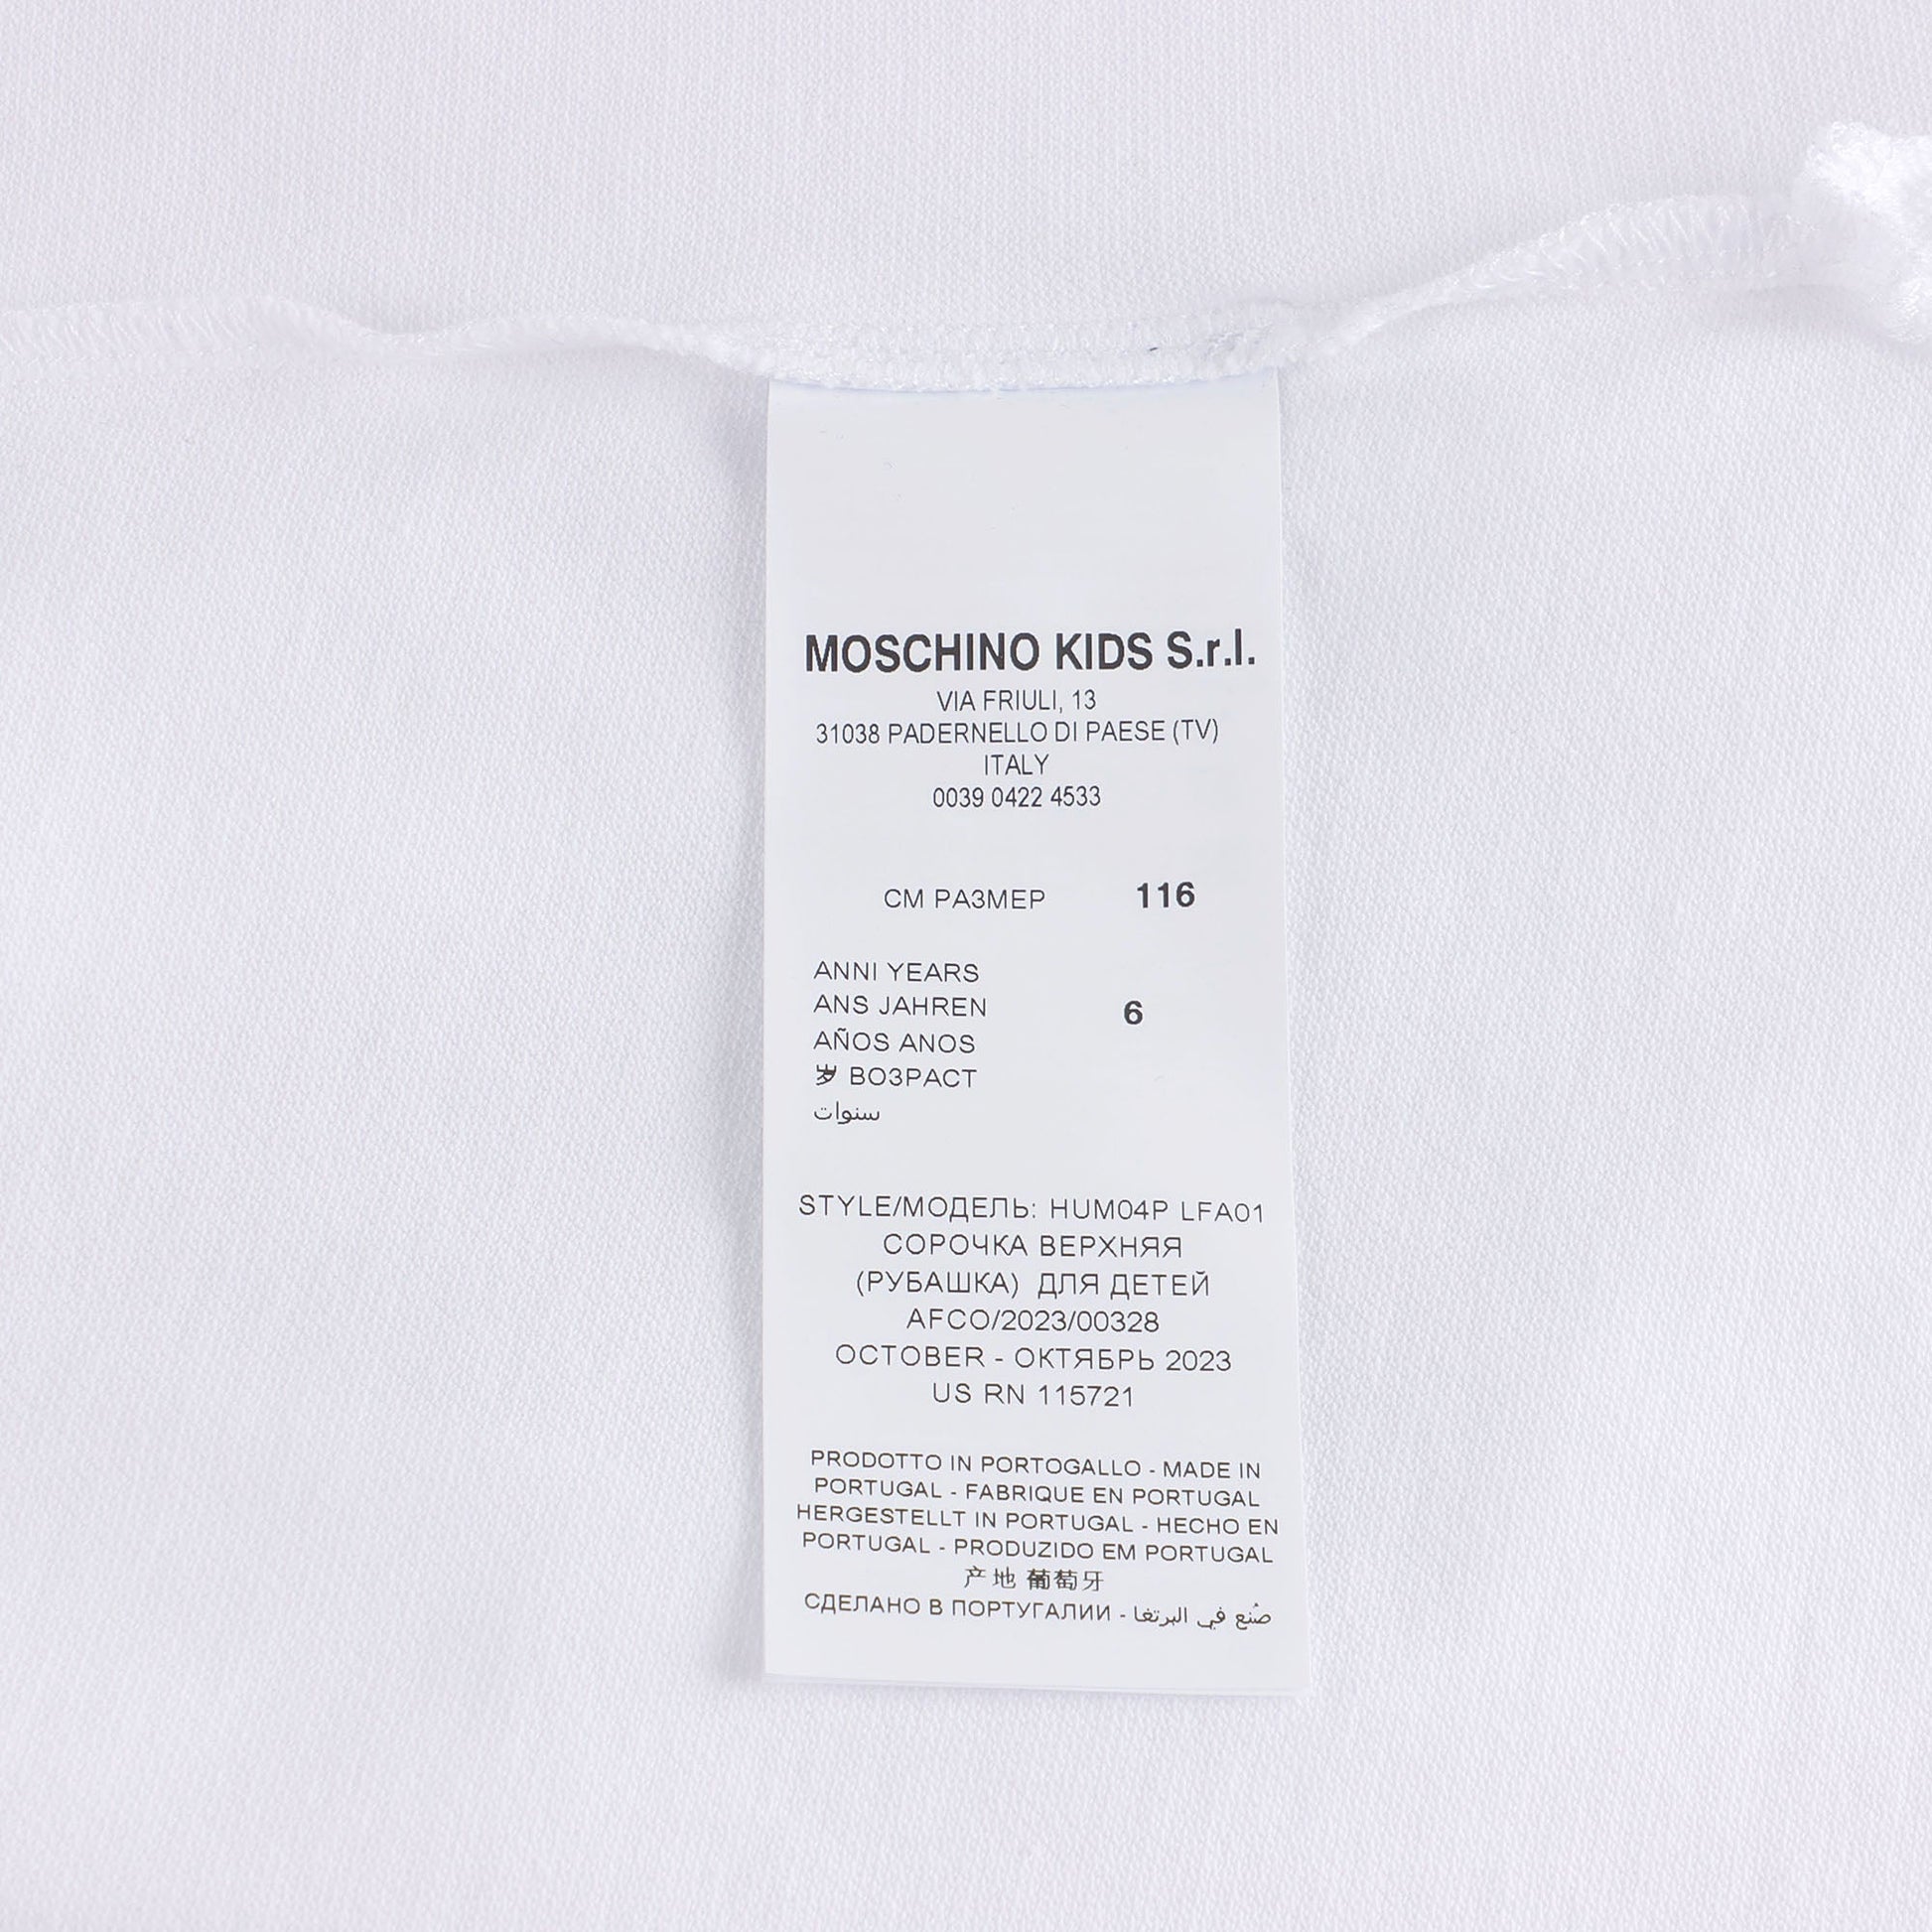 MOSCHINO KIDS S.r.l.
VIA FRIULI, 13
31038 PADERNELLO DI PAESE (TV)
ITALY
0039 0422 4533
СМ РАЗМЕР 116
ANNI YEARS
ANS JAHREN 6
AÑOS ANOS
岁 ВОЗРАСТ
سنوات
STYLE/МОДЕЛЬ: HUM04P LFA01
СОРОЧКА ВЕРХНЯЯ
(РУБАШКА) ДЛЯ ДЕТЕЙ
AFCO/2023/00328
OCTOBER - ОКТЯБРЬ 2023
US RN 115721
PRODOTTO IN PORTOGALLO - MADE IN
PORTUGAL - FABRIQUE EN PORTUGAL
HERGESTELLT IN PORTUGAL - HECHO EN
PORTUGAL - PRODUZIDO EM PORTUGAL
产地 葡萄牙
СДЕЛАНО В ПОРТУГАЛИИ - صُنع في البرتغا